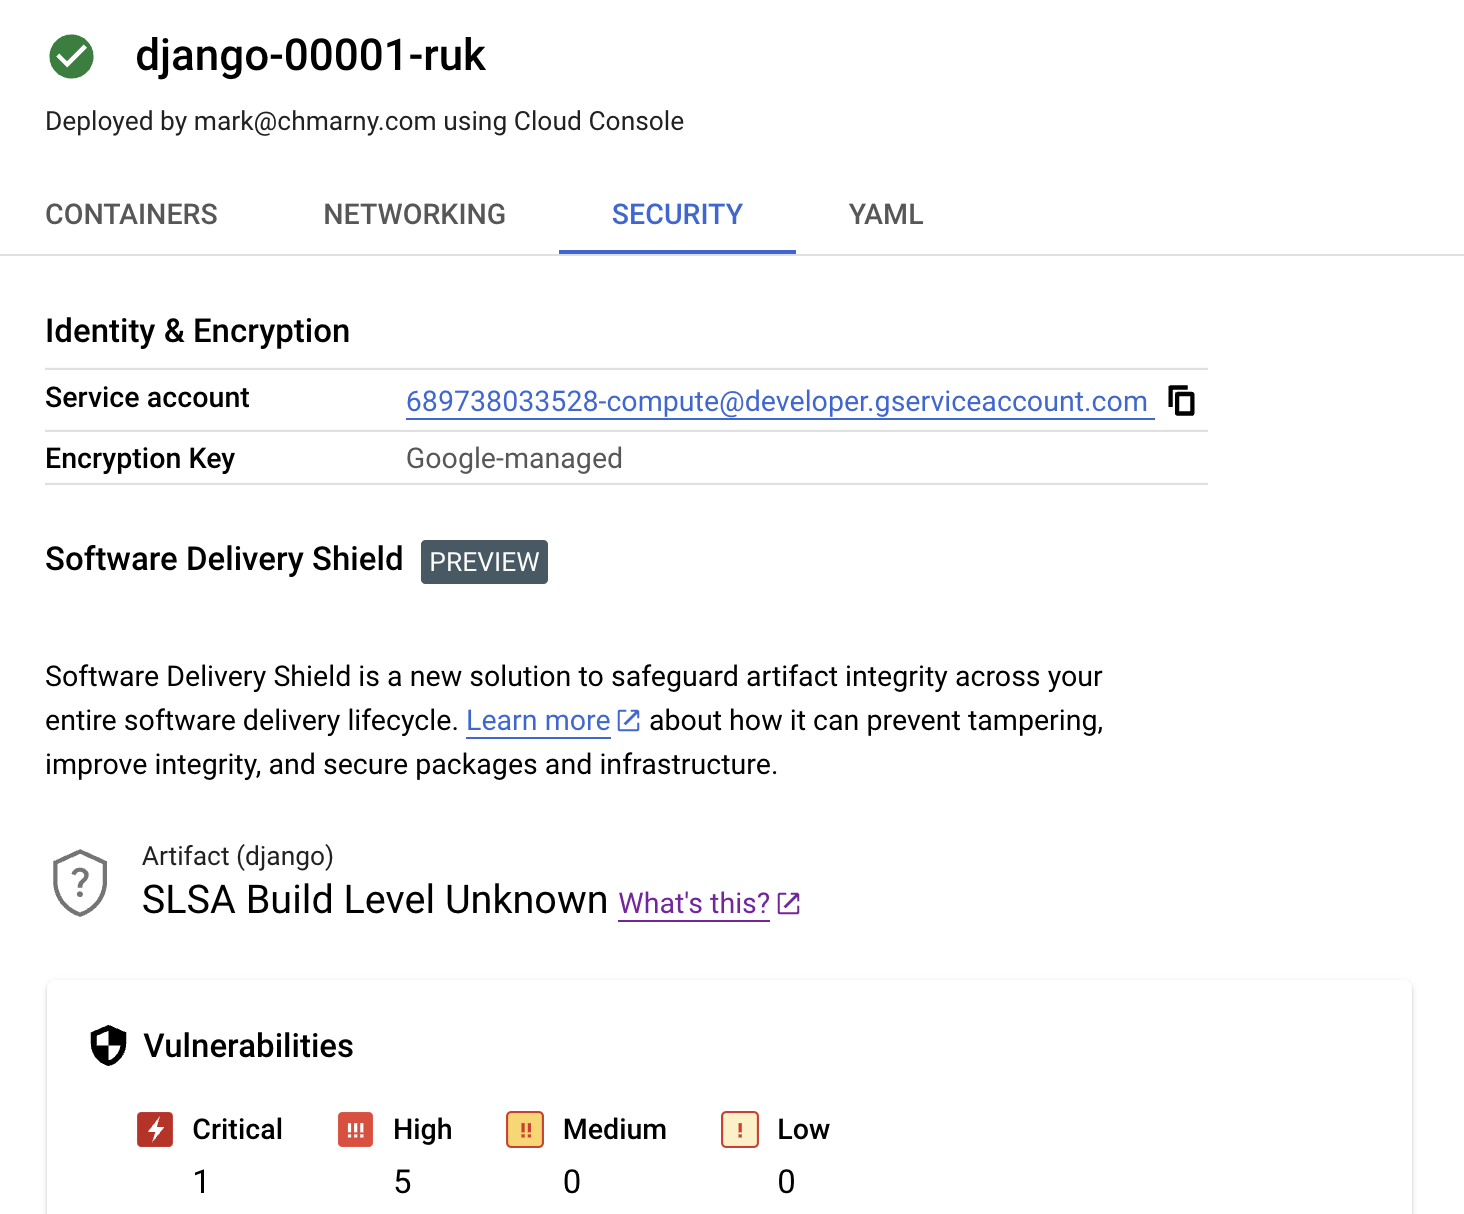 django-00001-ruk
Deployed by mark@chmarny.com using Cloud Console
CONTAINERS NETWORKING SECURITY YAML
Identity & Encryption
Service account 689738033528-compute@developer.gserviceaccount.com
Encryption Key Google-managed
Software Delivery Shield PREVIEW
Software Delivery Shield is a new solution to safeguard artifact integrity across your
entire software delivery lifecycle. Learn more about how it can prevent tampering,
improve integrity, and secure packages and infrastructure.
Artifact (django)
? SLSA Build Level Unknown What's this?
Vulnerabilities
!!! !! !
Critical High Medium Low
1 5 0 0